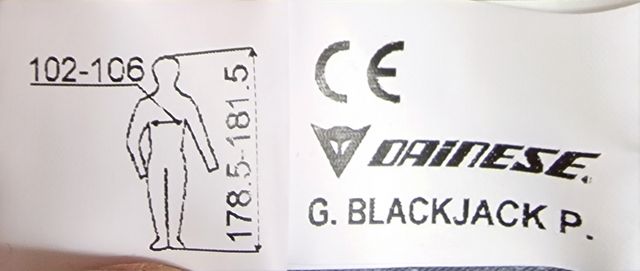 102-106
178.5-181.5
CE
DAINESE
G. BLACKJACK P.